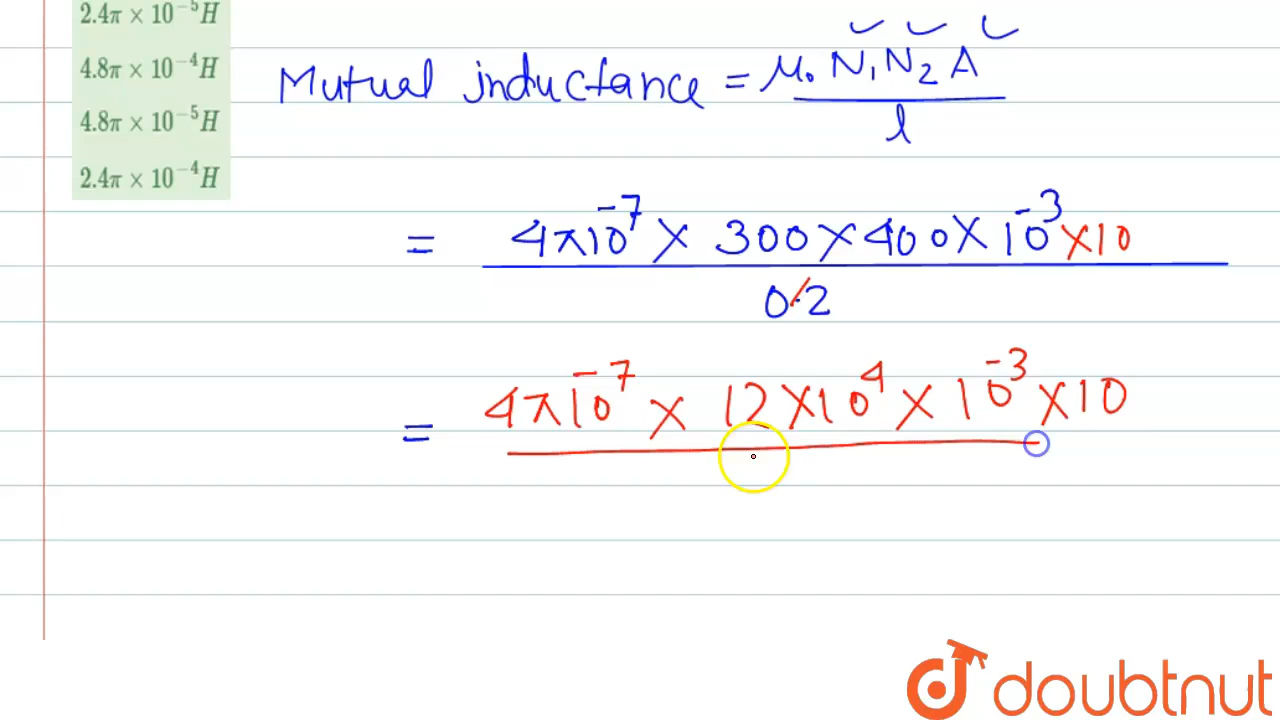 2.4π × 10⁻⁵H
4.8π × 10⁻⁴H
4.8π × 10⁻⁵H
2.4π × 10⁻⁴H
Mutual inductance = μ₀ N₁N₂ A
l
= 4π10⁻⁷ × 300 × 400 × 10⁻³ × 10
0.2
= 4π10⁻⁷ × 12 × 10⁴ × 10⁻³ × 10
doubtnut